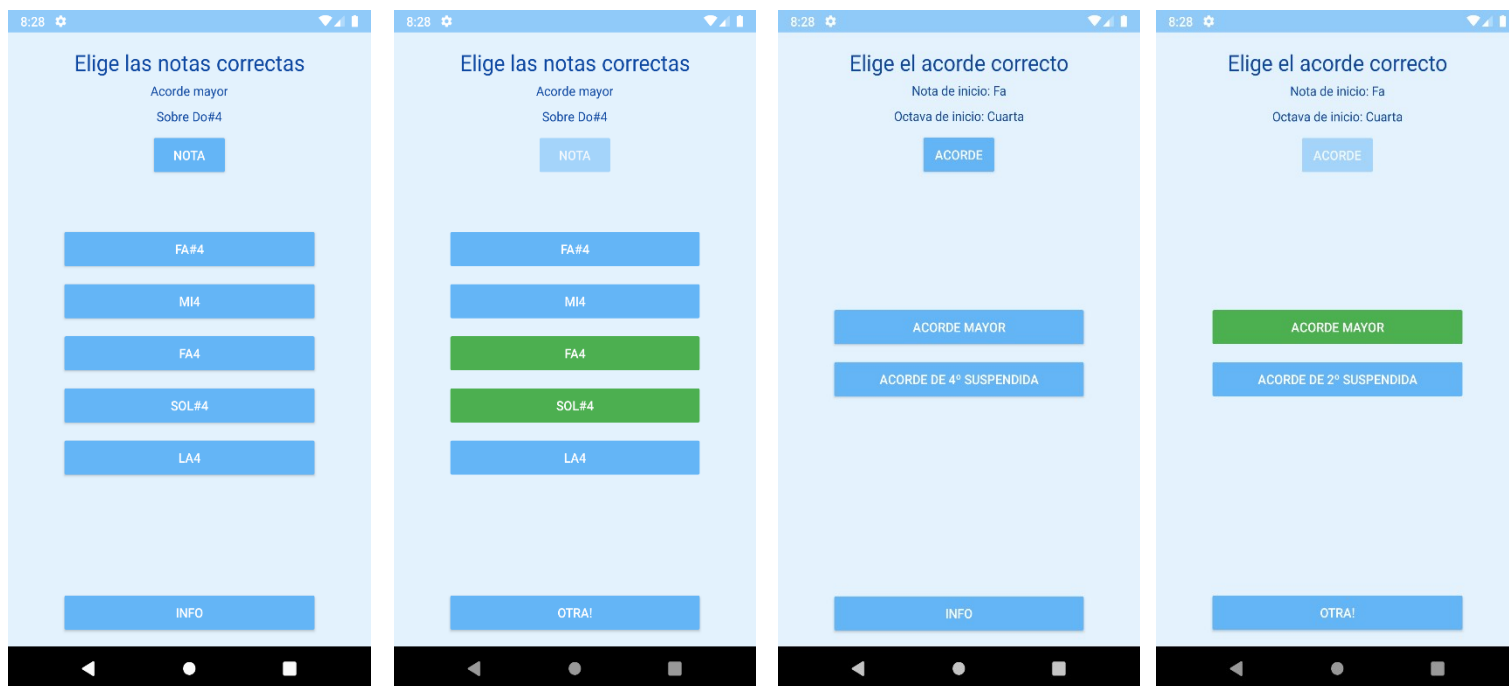 8:28
Elige las notas correctas
Acorde mayor
Sobre Do#4
NOTA
FA#4
MI4
FA4
SOL#4
LA4
INFO
8:28
Elige las notas correctas
Acorde mayor
Sobre Do#4
NOTA
FA#4
MI4
FA4
SOL#4
LA4
OTRA!
8:28
Elige el acorde correcto
Nota de inicio: Fa
Octava de inicio: Cuarta
ACORDE
ACORDE MAYOR
ACORDE DE 4º SUSPENDIDA
INFO
8:28
Elige el acorde correcto
Nota de inicio: Fa
Octava de inicio: Cuarta
ACORDE
ACORDE MAYOR
ACORDE DE 2º SUSPENDIDA
OTRA!